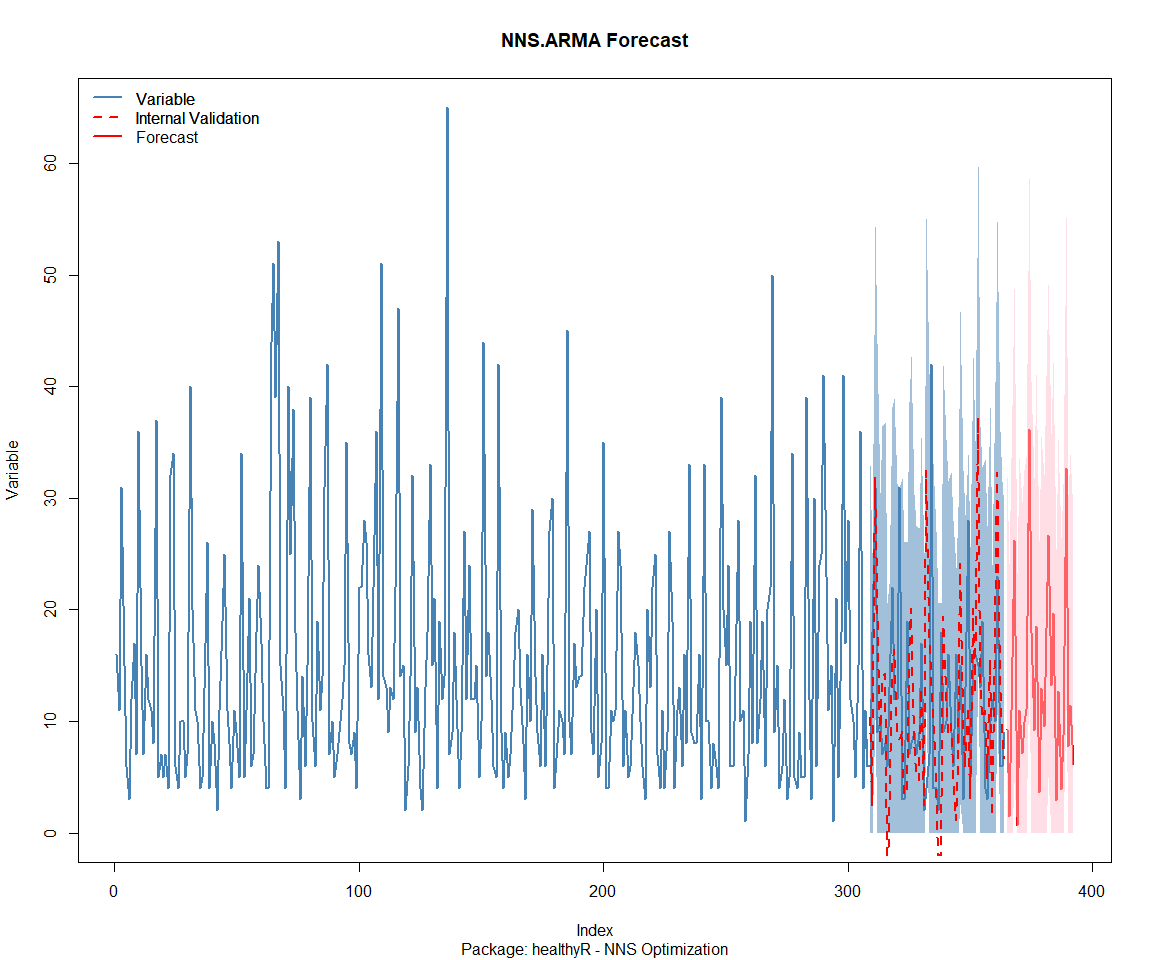 NNS.ARMA Forecast
Variable
Internal Validation
Forecast
Variable
60
50
40
30
20
10
0
0 100 200 300 400
Index
Package: healthyR - NNS Optimization